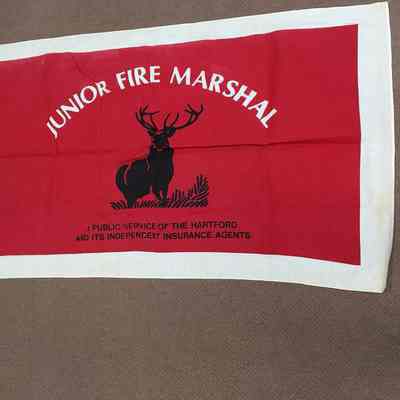 JUNIOR FIRE MARSHAL
A PUBLIC SERVICE OF THE HARTFORD
AND ITS INDEPENDENT INSURANCE AGENTS